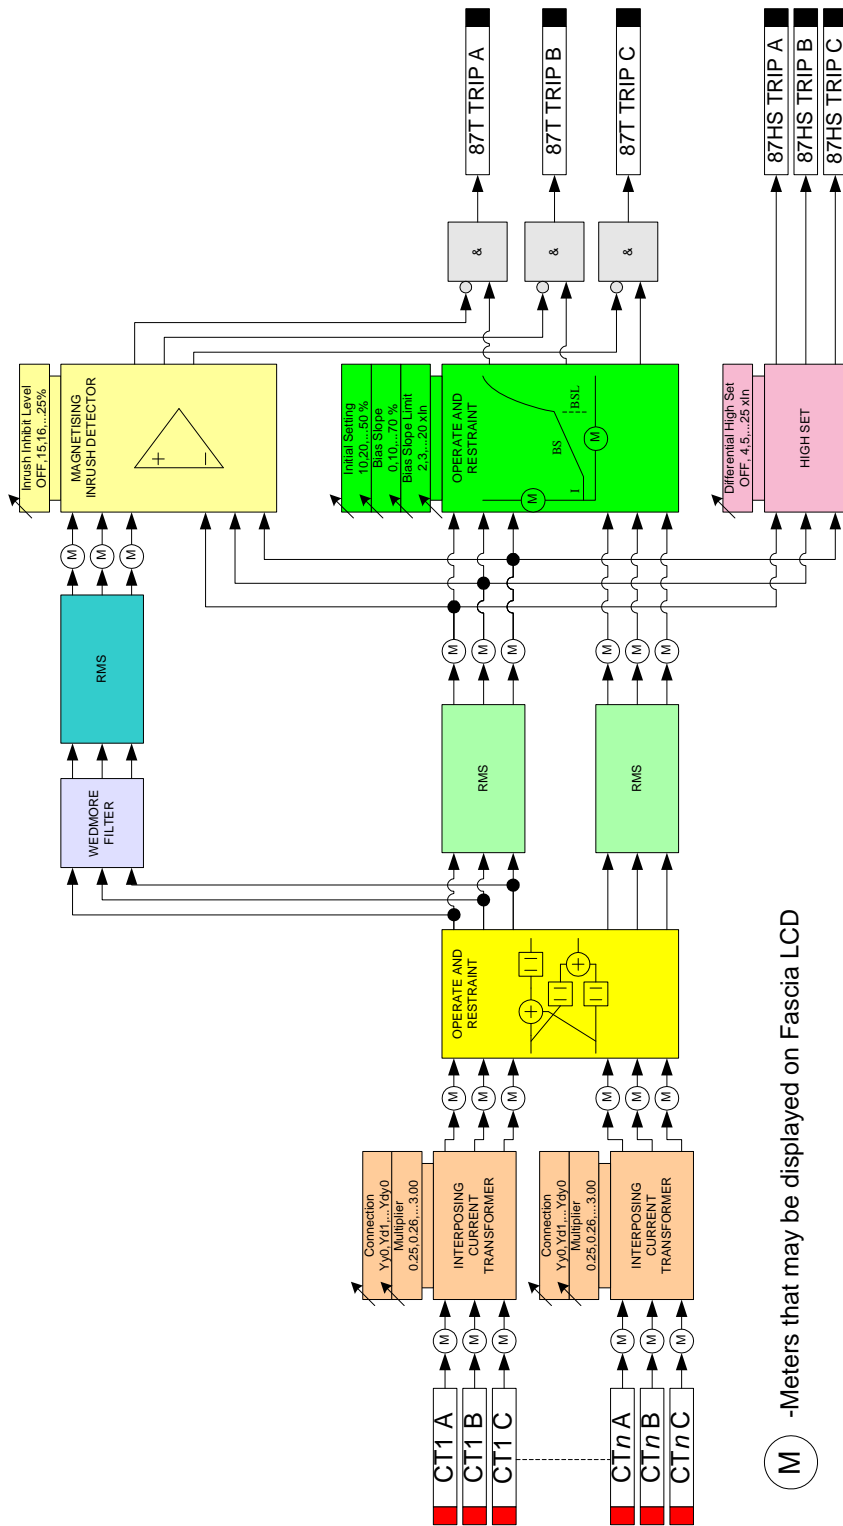 87T TRIP A
87T TRIP B
87T TRIP C
87HS TRIP A
87HS TRIP B
87HS TRIP C
&
&
&
Inrush Inhibit Level
OFF, 15,16,...25%
MAGNETISING
INRUSH DETECTOR
+
−
Initial Setting
10,20,...50 %
Bias Slope
0,10,...70 %
Bias Slope Limit
2,3,...20 xIn
OPERATE AND
RESTRAINT
M
M
I
BS
BSL
Differential High Set
OFF, 4,5,...25 xIn
HIGH SET
M
M
M
RMS
WEDMORE
FILTER
M
M
M
M
M
M
RMS
RMS
OPERATE AND
RESTRAINT
+
+
M
M
M
M
M
M
Connection
Yy0,Yd1,...Ydy0
Multiplier
0.25,0.26,...3.00
INTERPOSING
CURRENT
TRANSFORMER
Connection
Yy0,Yd1,...Ydy0
Multiplier
0.25,0.26,...3.00
INTERPOSING
CURRENT
TRANSFORMER
M
M
M
M
M
M
CT1 A
CT1 B
CT1 C
CTn A
CTn B
CTn C
M -Meters that may be displayed on Fascia LCD